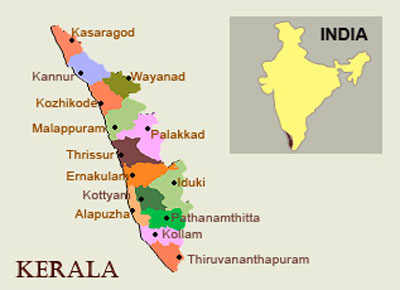 Kasaragod
INDIA
Kannur
Wayanad
Kozhikode
Malappuram
Palakkad
Thrissur
Ernakulam
Iduki
Kottyam
Alapuzha
Pathanamthitta
Kollam
Thiruvananthapuram
KERALA